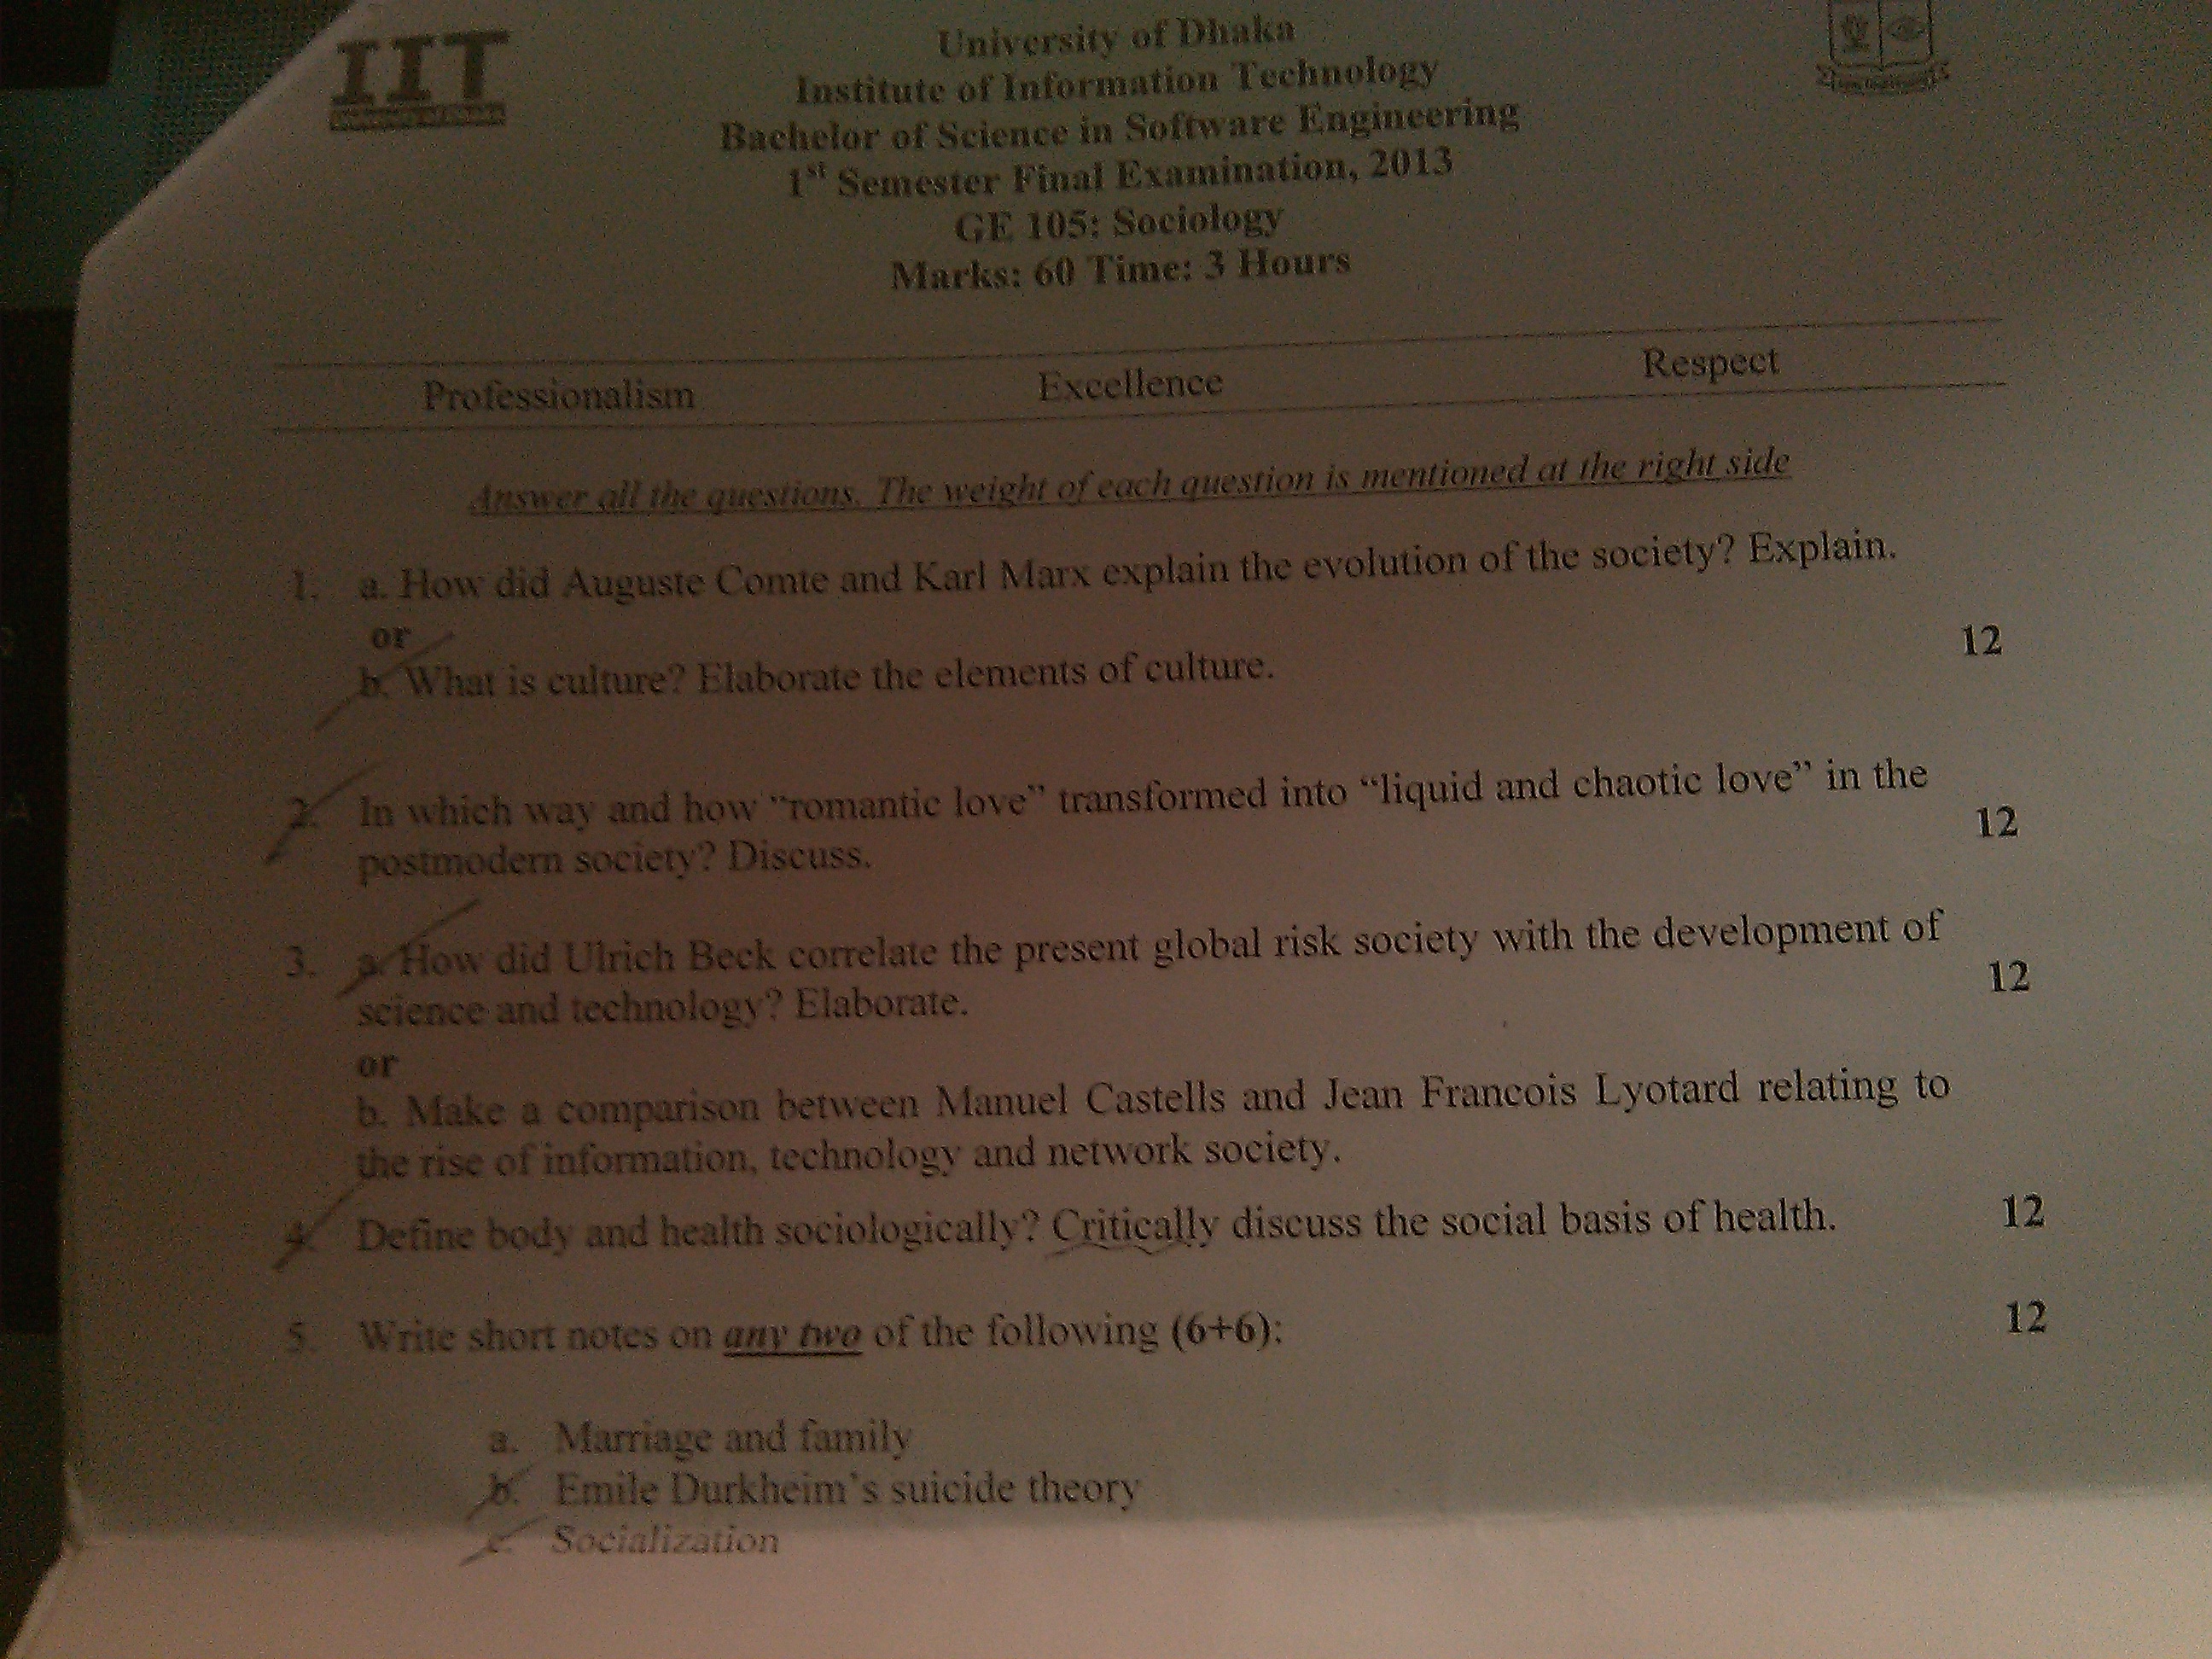 IIT
University of Dhaka
Institute of Information Technology
Bachelor of Science in Software Engineering
1st Semester Final Examination, 2013
GE 105: Sociology
Marks: 60 Time: 3 Hours
Professionalism Excellence Respect
Answer all the questions. The weight of each question is mentioned at the right side
1. a. How did Auguste Comte and Karl Marx explain the evolution of the society? Explain.
or
12
b. What is culture? Elaborate the elements of culture.
2. In which way and how “romantic love” transformed into “liquid and chaotic love” in the
12
postmodern society? Discuss.
3. a. How did Ulrich Beck correlate the present global risk society with the development of
12
science and technology? Elaborate.
or
b. Make a comparison between Manuel Castells and Jean Francois Lyotard relating to
the rise of information, technology and network society.
4. Define body and health sociologically? Critically discuss the social basis of health. 12
5. Write short notes on any two of the following (6+6): 12
a. Marriage and family
b. Emile Durkheim's suicide theory
c. Socialization